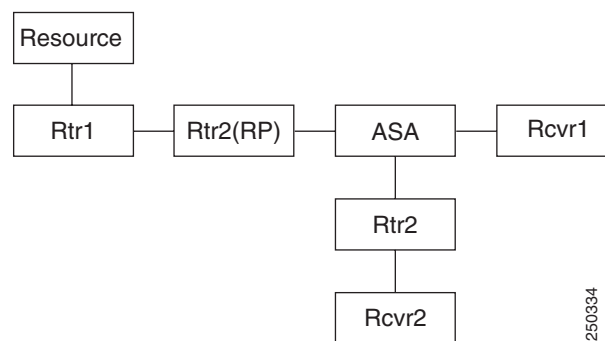 Resource
Rtr1
Rtr2(RP)
ASA
Rcvr1
Rtr2
Rcvr2
250334